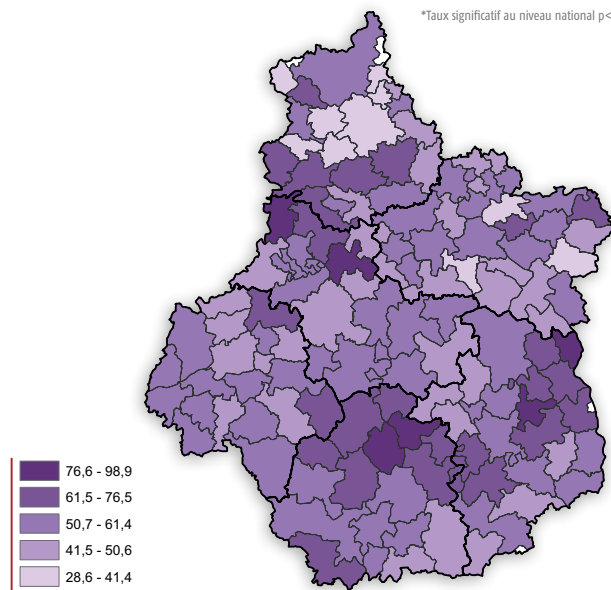 *Taux significatif au niveau national p<
76,6 - 98,9
61,5 - 76,5
50,7 - 61,4
41,5 - 50,6
28,6 - 41,4